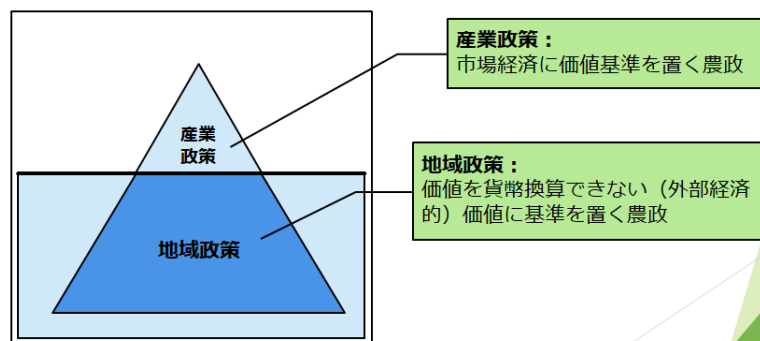 産業政策：
市場経済に価値基準を置く農政
産業
政策
地域政策：
価値を貨幣換算できない（外部経済
的）価値に基準を置く農政
地域政策